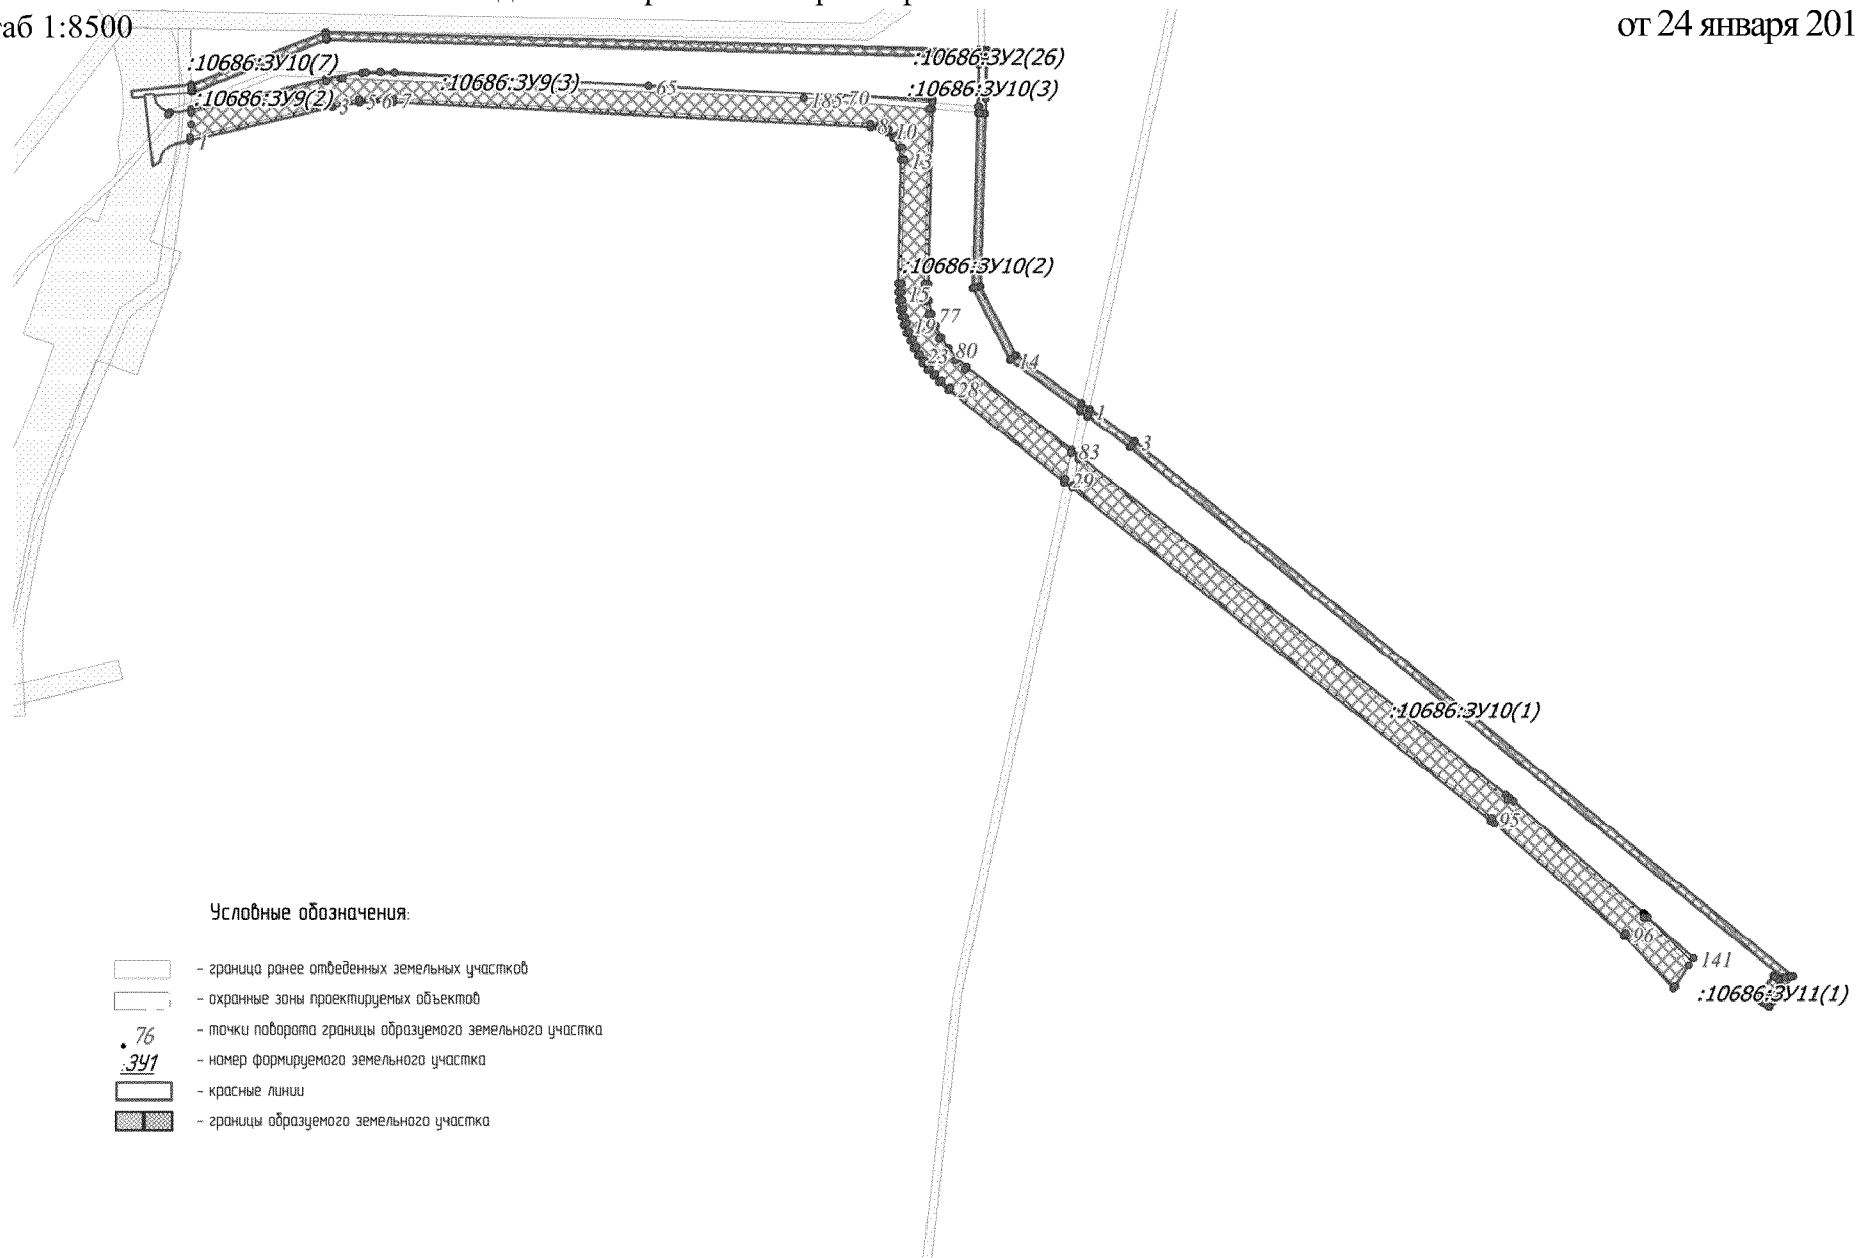 аб 1:8500
от 24 января 201
:10686:ЗУ10(7)
:10686:ЗУ2(26)
:10686:ЗУ9(2)
:10686:ЗУ9(3)
:10686:ЗУ10(3)
65
185
70
1
3
5
6
7
8
10
13
:10686:ЗУ10(2)
15
77
19
80
23
28
14
1
3
83
29
:10686:ЗУ10(1)
95
96
141
:10686:ЗУ11(1)
Условные обозначения:
- граница ранее отведенных земельных участков
- охранные зоны проектируемых объектов
76 - точки поворота границы образуемого земельного участка
:ЗУ1 - номер формируемого земельного участка
- красные линии
- границы образуемого земельного участка